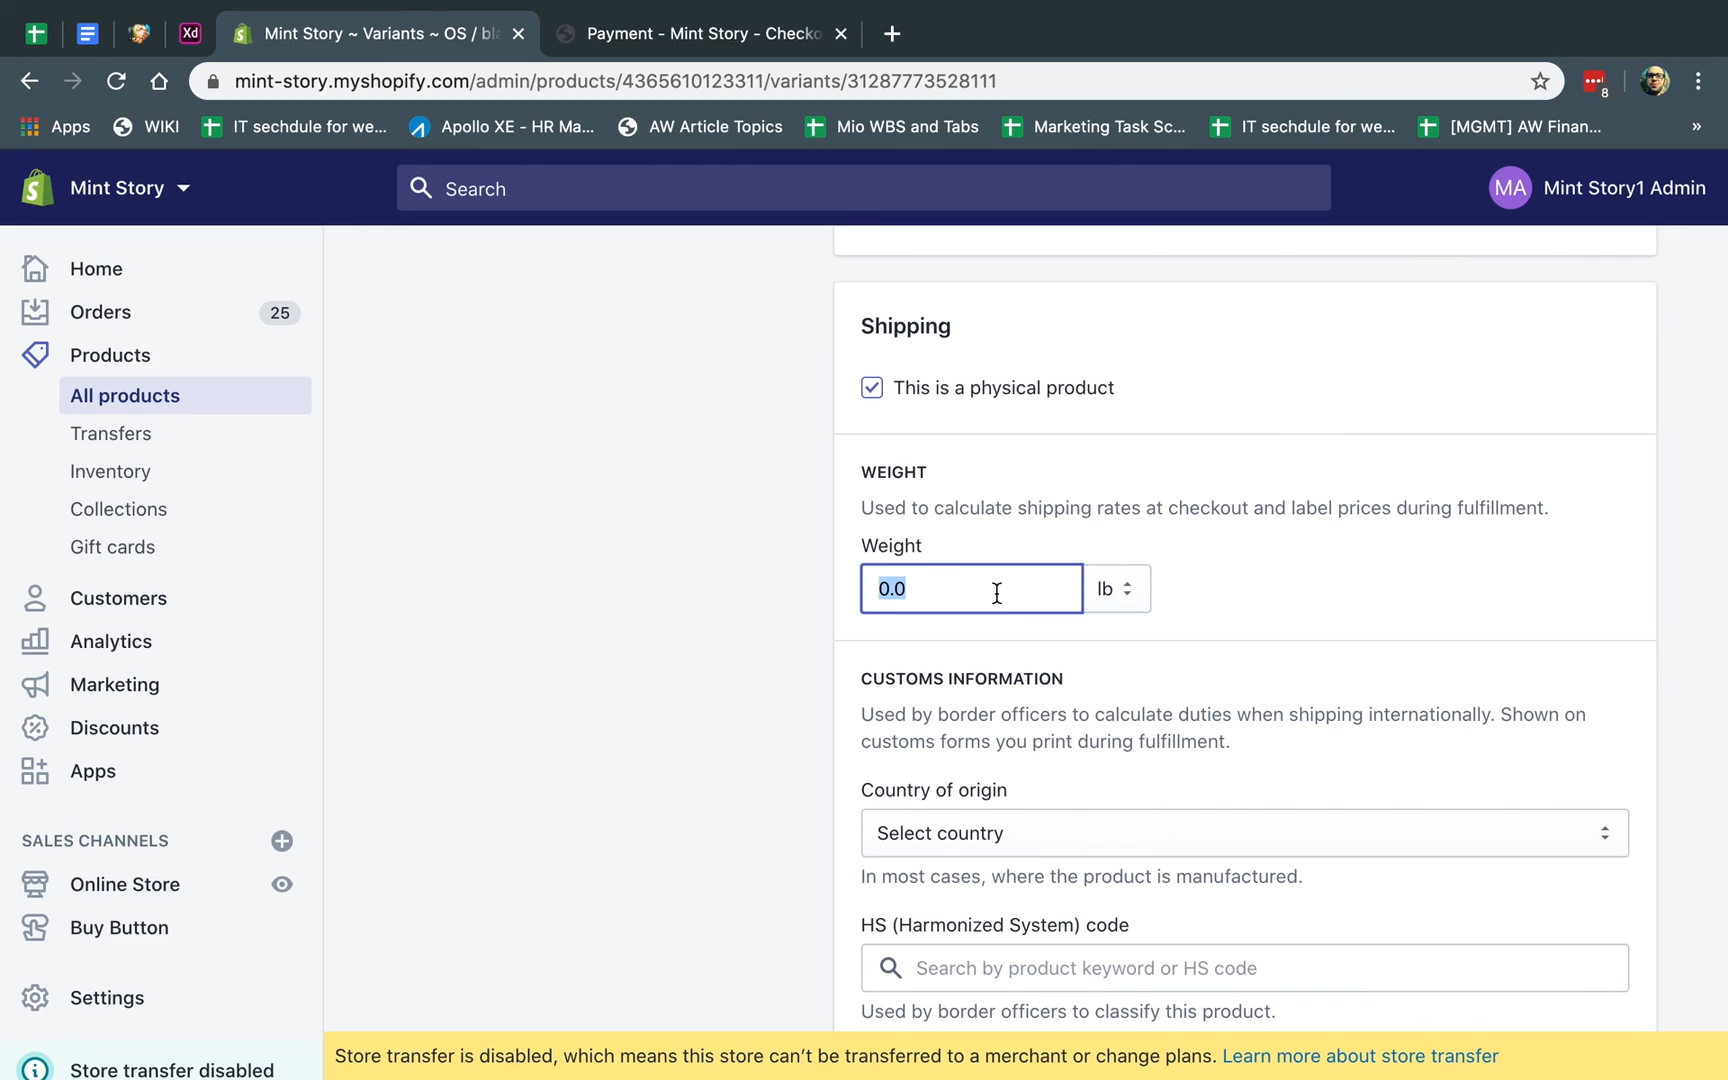 Xd
Mint Story ~ Variants ~ OS / bla
Payment - Mint Story - Checko
mint-story.myshopify.com/admin/products/4365610123311/variants/31287773528111
8
Apps
WIKI
IT sechdule for we...
Apollo XE - HR Ma...
AW Article Topics
Mio WBS and Tabs
Marketing Task Sc...
IT sechdule for we...
[MGMT] AW Finan...
»
Mint Story
Search
MA
Mint Story1 Admin
Home
Orders
25
Products
All products
Transfers
Inventory
Collections
Gift cards
Customers
Analytics
Marketing
Discounts
Apps
SALES CHANNELS
Online Store
Buy Button
Settings
Store transfer disabled
Shipping
This is a physical product
WEIGHT
Used to calculate shipping rates at checkout and label prices during fulfillment.
Weight
0.0
lb
CUSTOMS INFORMATION
Used by border officers to calculate duties when shipping internationally. Shown on
customs forms you print during fulfillment.
Country of origin
Select country
In most cases, where the product is manufactured.
HS (Harmonized System) code
Search by product keyword or HS code
Used by border officers to classify this product.
Store transfer is disabled, which means this store can't be transferred to a merchant or change plans. Learn more about store transfer